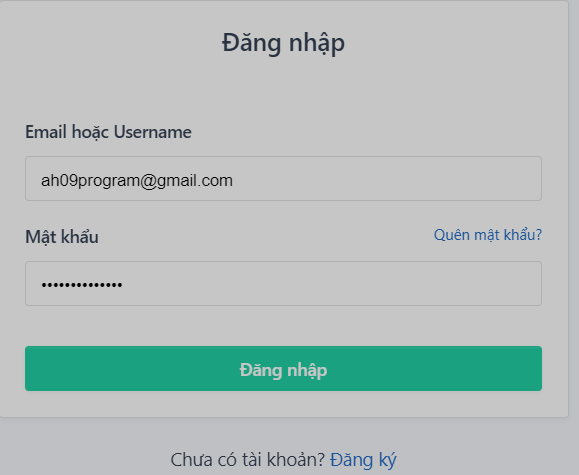 Đăng nhập
Email hoặc Username
ah09program@gmail.com
Mật khẩu Quên mật khẩu?
••••••••••••••
Đăng nhập
Chưa có tài khoản? Đăng ký